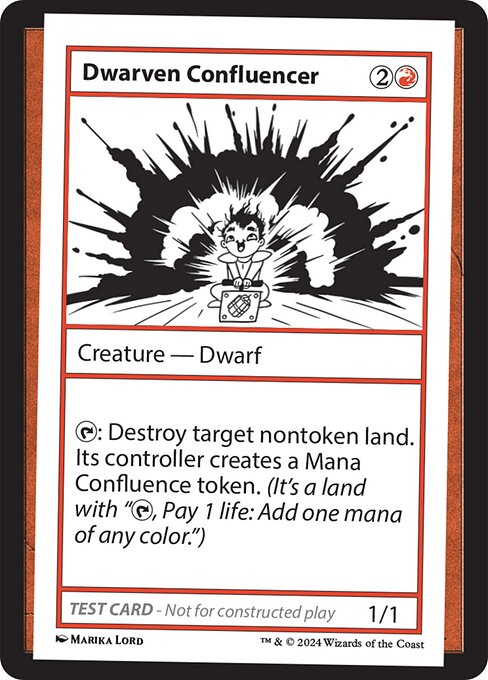 Dwarven Confluencer 2
Creature — Dwarf
: Destroy target nontoken land.
Its controller creates a Mana
Confluence token. (It's a land
with “, Pay 1 life: Add one mana
of any color.”)
TEST CARD - Not for constructed play 1/1
MARIKA LORD ™ & © 2024 Wizards of the Coast